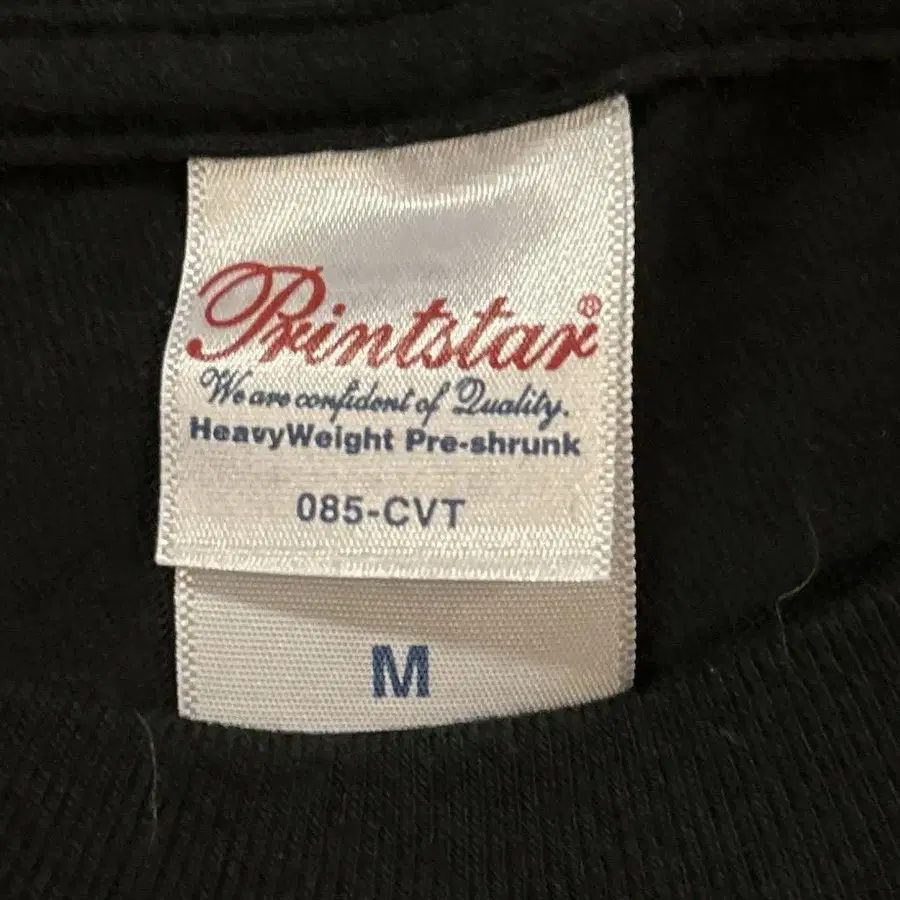 Printstar®
We are confident of Quality.
HeavyWeight Pre-shrunk
085-CVT
M